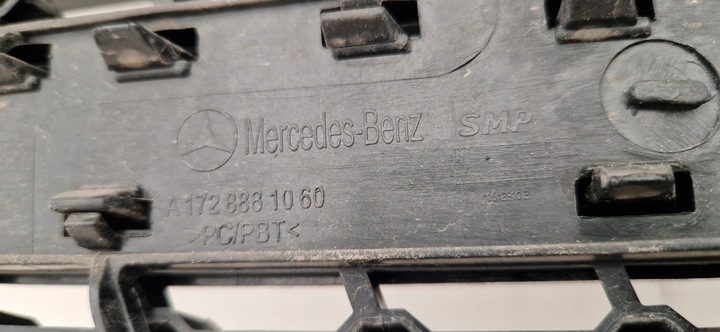 Mercedes-Benz SMP
A 172 888 10 60
>PC/PBT<